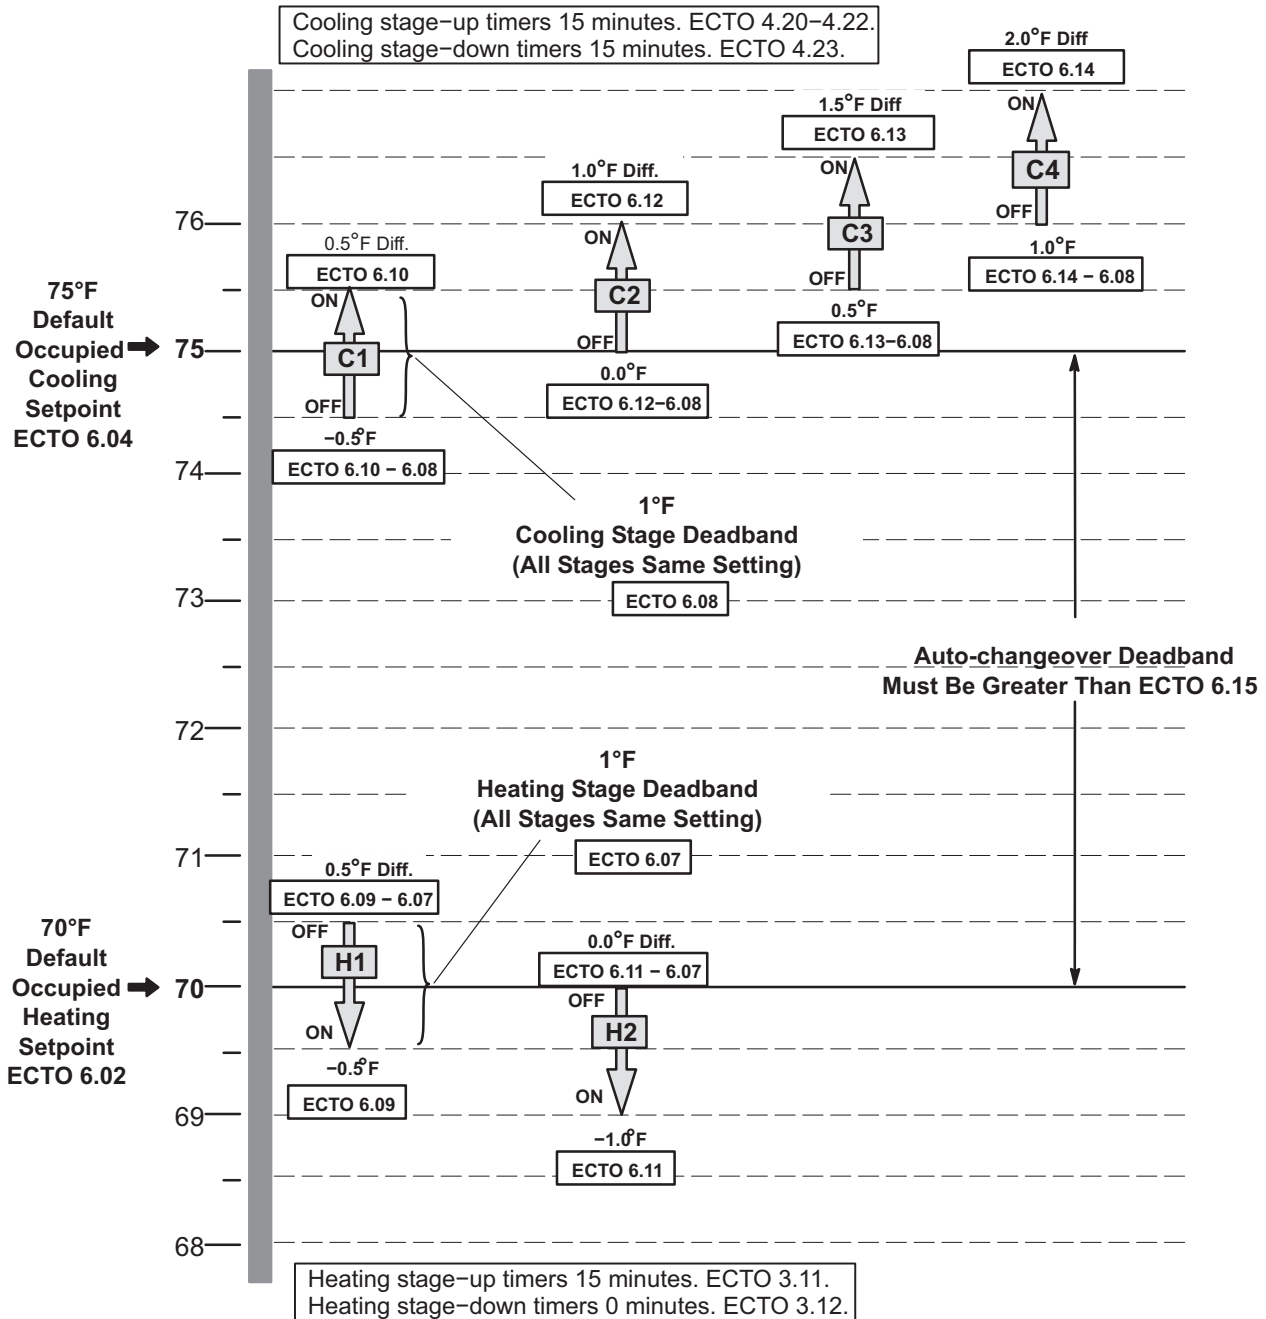 Cooling stage−up timers 15 minutes. ECTO 4.20−4.22.
Cooling stage−down timers 15 minutes. ECTO 4.23.
2.0°F Diff
ECTO 6.14
ON
C4
OFF
1.0°F
ECTO 6.14 − 6.08
1.5°F Diff
ECTO 6.13
ON
C3
OFF
0.5°F
ECTO 6.13−6.08
1.0°F Diff.
ECTO 6.12
ON
C2
OFF
0.0°F
ECTO 6.12−6.08
0.5°F Diff.
ECTO 6.10
ON
C1
OFF
−0.5°F
ECTO 6.10 − 6.08
76
75°F
Default
Occupied
Cooling
Setpoint
ECTO 6.04
75
74
1°F
Cooling Stage Deadband
(All Stages Same Setting)
ECTO 6.08
73
Auto-changeover Deadband
Must Be Greater Than ECTO 6.15
72
1°F
Heating Stage Deadband
(All Stages Same Setting)
ECTO 6.07
71
0.5°F Diff.
ECTO 6.09 − 6.07
OFF
H1
ON
−0.5°F
ECTO 6.09
0.0°F Diff.
ECTO 6.11 − 6.07
OFF
H2
ON
−1.0°F
ECTO 6.11
70°F
Default
Occupied
Heating
Setpoint
ECTO 6.02
70
69
68
Heating stage−up timers 15 minutes. ECTO 3.11.
Heating stage−down timers 0 minutes. ECTO 3.12.